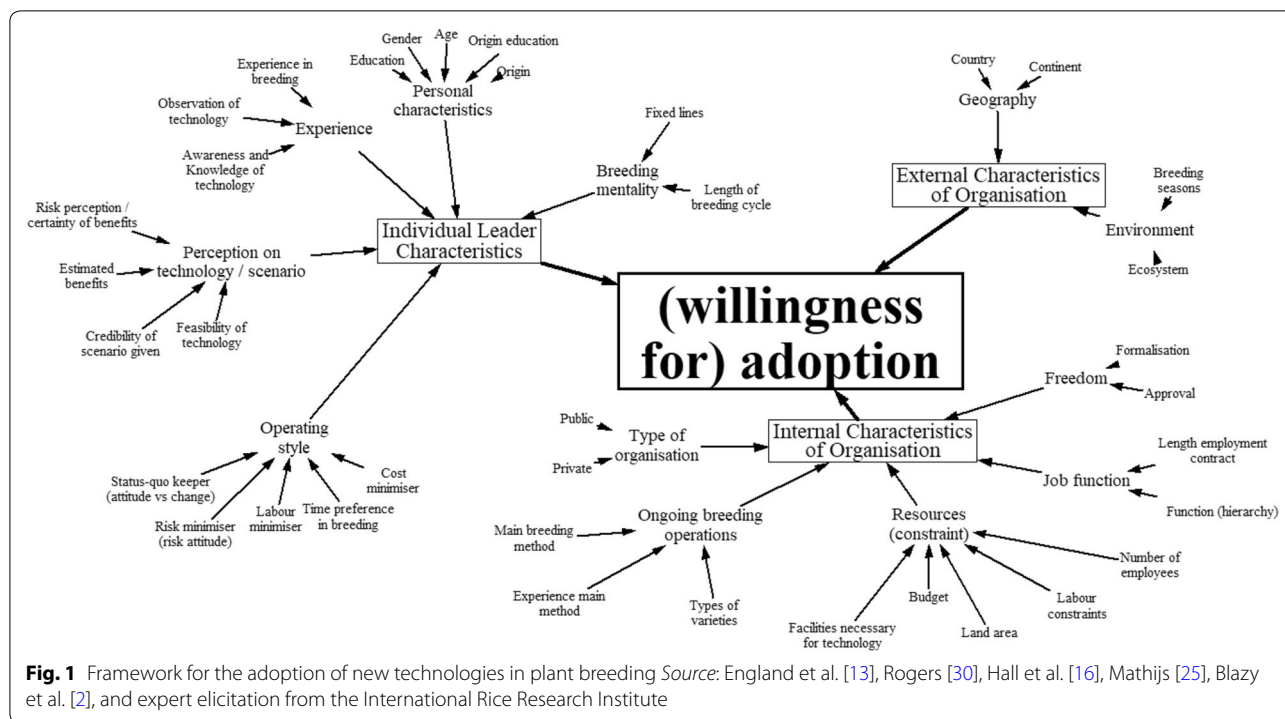 Gender
Age
Origin education
Education
Origin
Personal
characteristics
Experience in
breeding
Observation of
technology
Experience
Awareness and
Knowledge of
technology
Fixed lines
Breeding
mentality
Length of
breeding cycle
Country
Continent
Geography
External Characteristics
of Organisation
Breeding
seasons
Environment
Ecosystem
Risk perception /
certainty of benefits
Individual Leader
Characteristics
Perception on
technology / scenario
Estimated
benefits
Credibility of
scenario given
Feasibility of
technology
(willingness
for) adoption
Formalisation
Freedom
Approval
Operating
style
Status-quo keeper
(attitude vs change)
Risk minimiser
(risk attitude)
Labour
minimiser
Time preference
in breeding
Cost
minimiser
Public
Type of
organisation
Private
Internal Characteristics
of Organisation
Length employment
contract
Job function
Function (hierarchy)
Ongoing breeding
operations
Main breeding
method
Experience main
method
Types of
varieties
Resources
(constraint)
Number of
employees
Labour
constraints
Land area
Budget
Facilities necessary
for technology
Fig. 1 Framework for the adoption of new technologies in plant breeding Source: England et al. [13], Rogers [30], Hall et al. [16], Mathijs [25], Blazy
et al. [2], and expert elicitation from the International Rice Research Institute